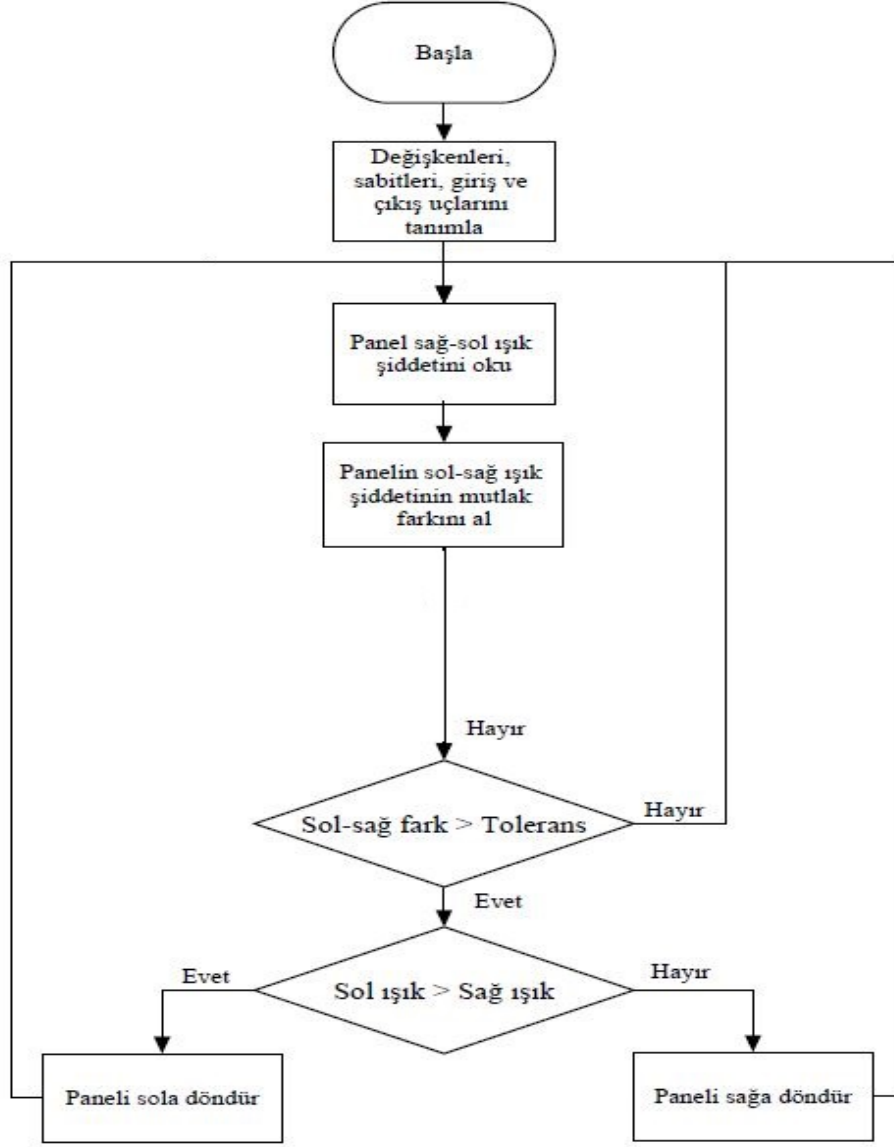 Başla
Değişkenleri,
sabitleri, giriş ve
çıkış uçlarını
tanımla
Panel sağ-sol ışık
şiddetini oku
Panelin sol-sağ ışık
şiddetinin mutlak
farkını al
Hayır
Sol-sağ fark > Tolerans
Hayır
Evet
Sol ışık > Sağ ışık
Evet
Hayır
Paneli sola döndür
Paneli sağa döndür